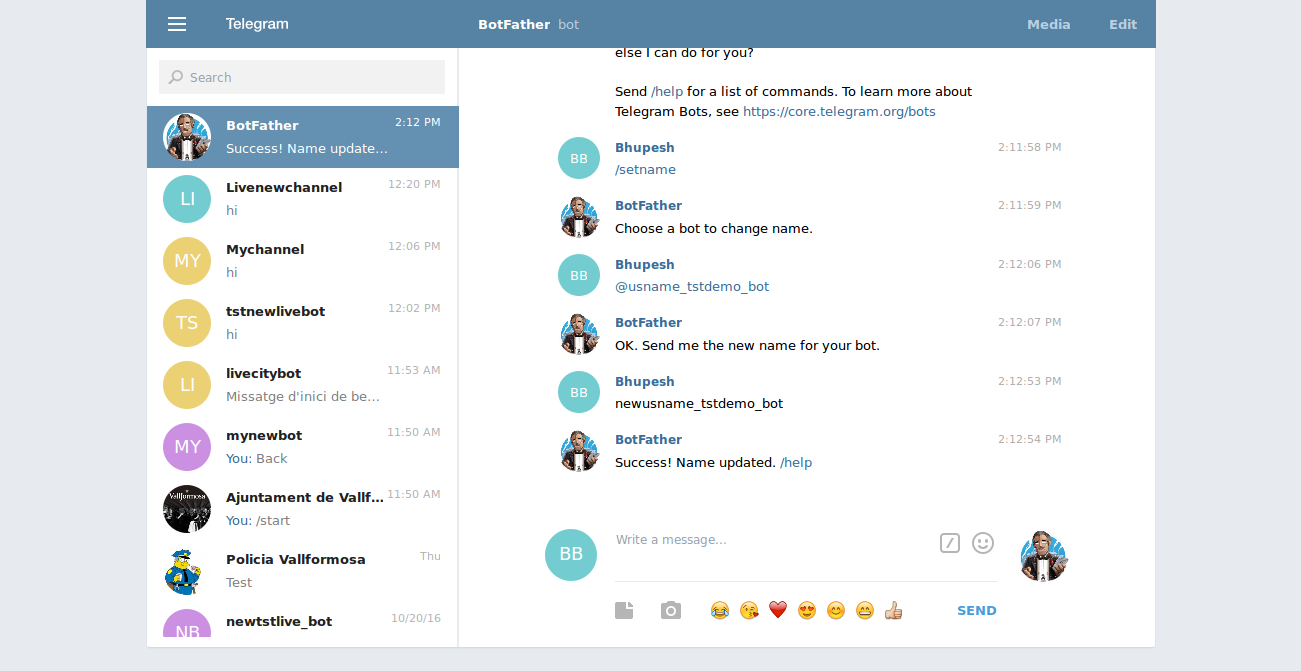 Telegram
BotFather bot
Media
Edit
Search
BotFather 2:12 PM
Success! Name update...
LI
Livenewchannel 12:20 PM
hi
MY
Mychannel 12:06 PM
hi
TS
tstnewlivebot 12:02 PM
hi
LI
livecitybot 11:53 AM
Missatge d'inici de be...
MY
mynewbot 11:50 AM
You: Back
Vallformosa
Ajuntament de Vallf... 11:50 AM
You: /start
Policia Vallformosa Thu
Test
NB
newtstlive_bot 10/20/16
else I can do for you?
Send /help for a list of commands. To learn more about
Telegram Bots, see https://core.telegram.org/bots
BB
Bhupesh 2:11:58 PM
/setname
BotFather 2:11:59 PM
Choose a bot to change name.
BB
Bhupesh 2:12:06 PM
@usname_tstdemo_bot
BotFather 2:12:07 PM
OK. Send me the new name for your bot.
BB
Bhupesh 2:12:53 PM
newusname_tstdemo_bot
BotFather 2:12:54 PM
Success! Name updated. /help
BB
Write a message...
SEND